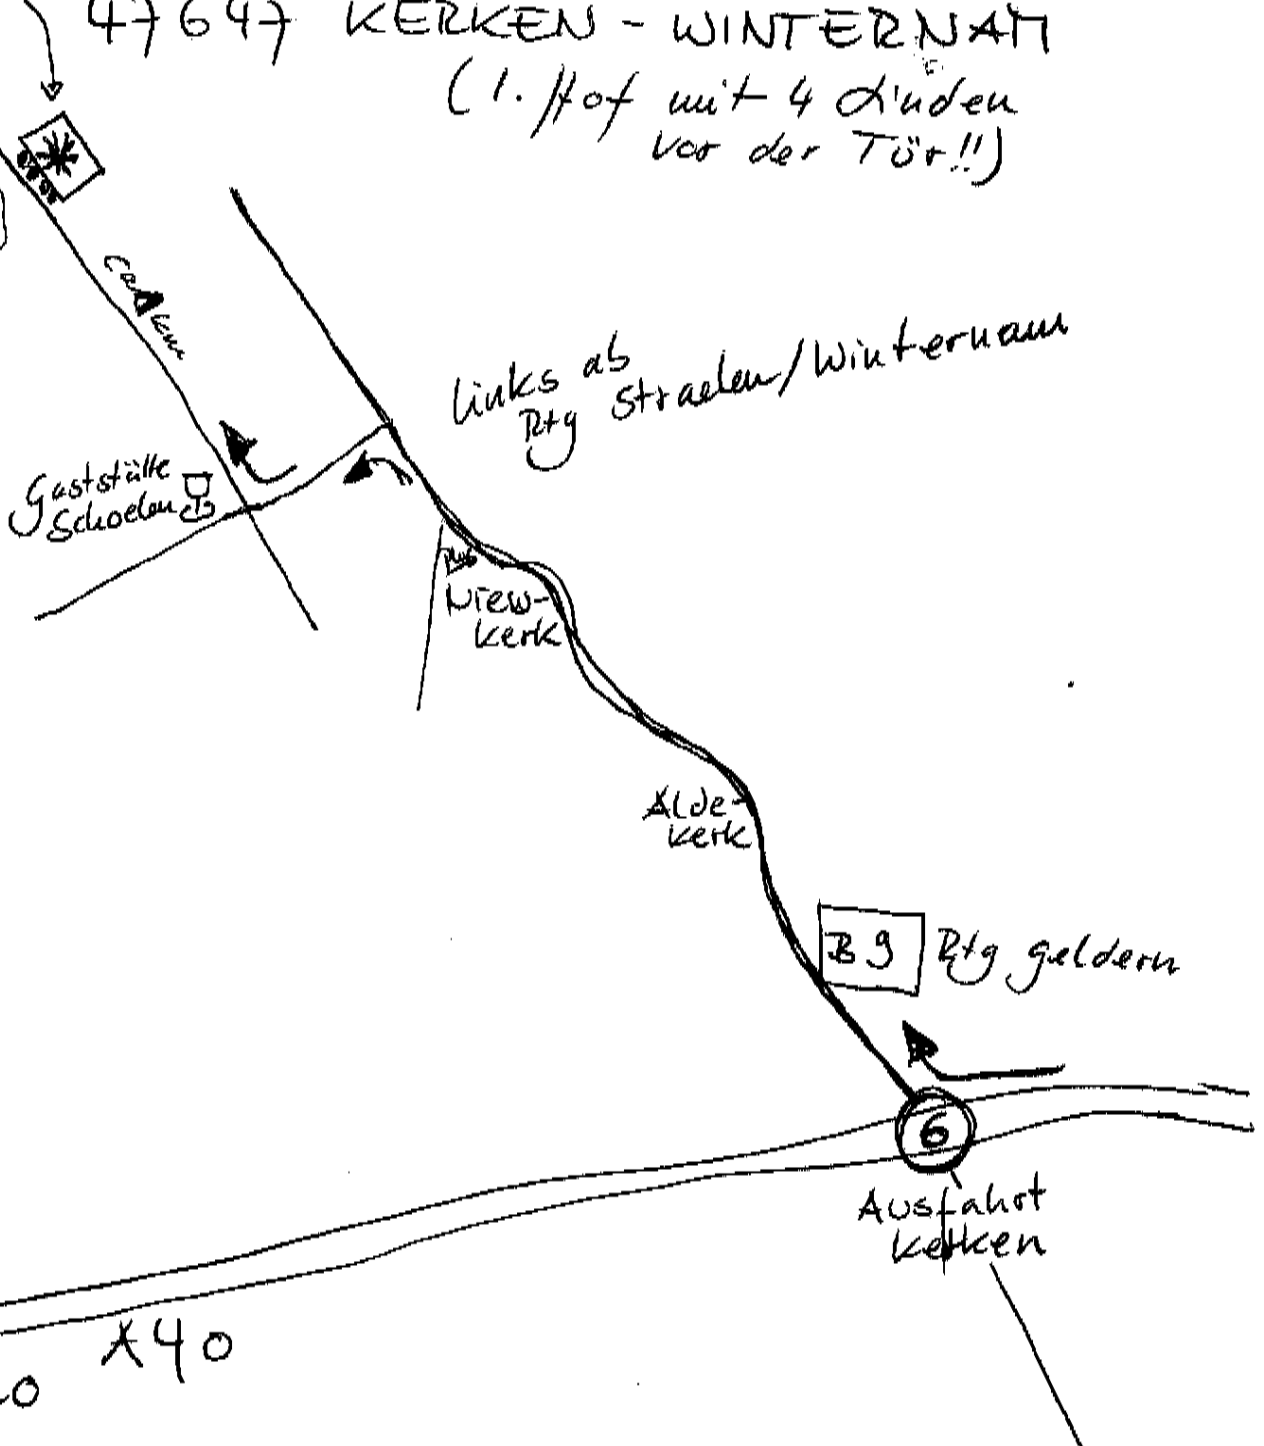 47647 KERKEN - WINTERNAM
(1. Hof mit 4 Linden
vor der Tür!!)
links ab
Rtg Straelen/Winternam
Gaststätte
Schoelen
Niew-
kerk
Alde-
kerk
B9 Rtg geldern
6
Ausfahrt
kerken
A40